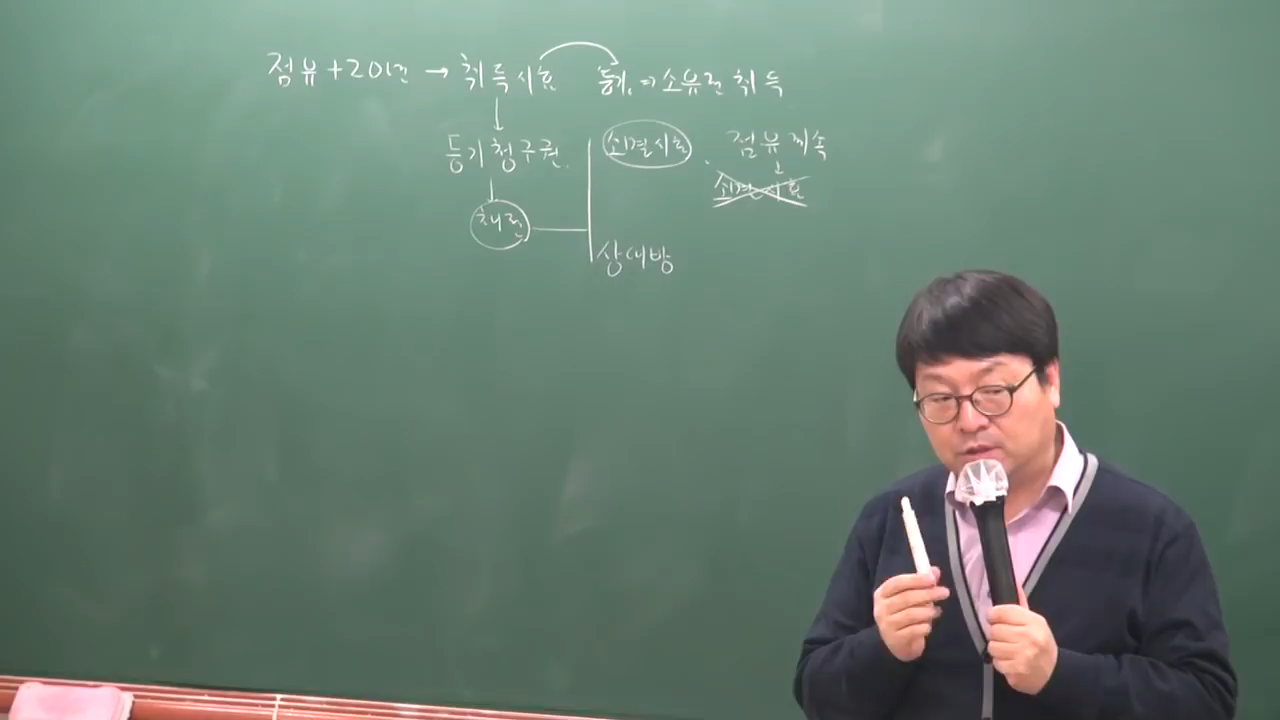 점유+20년 → 취득시효 등기 ⇒ 소유권 취득
등기청구권 소멸시효 점유계속
소멸시효
채권
상대방